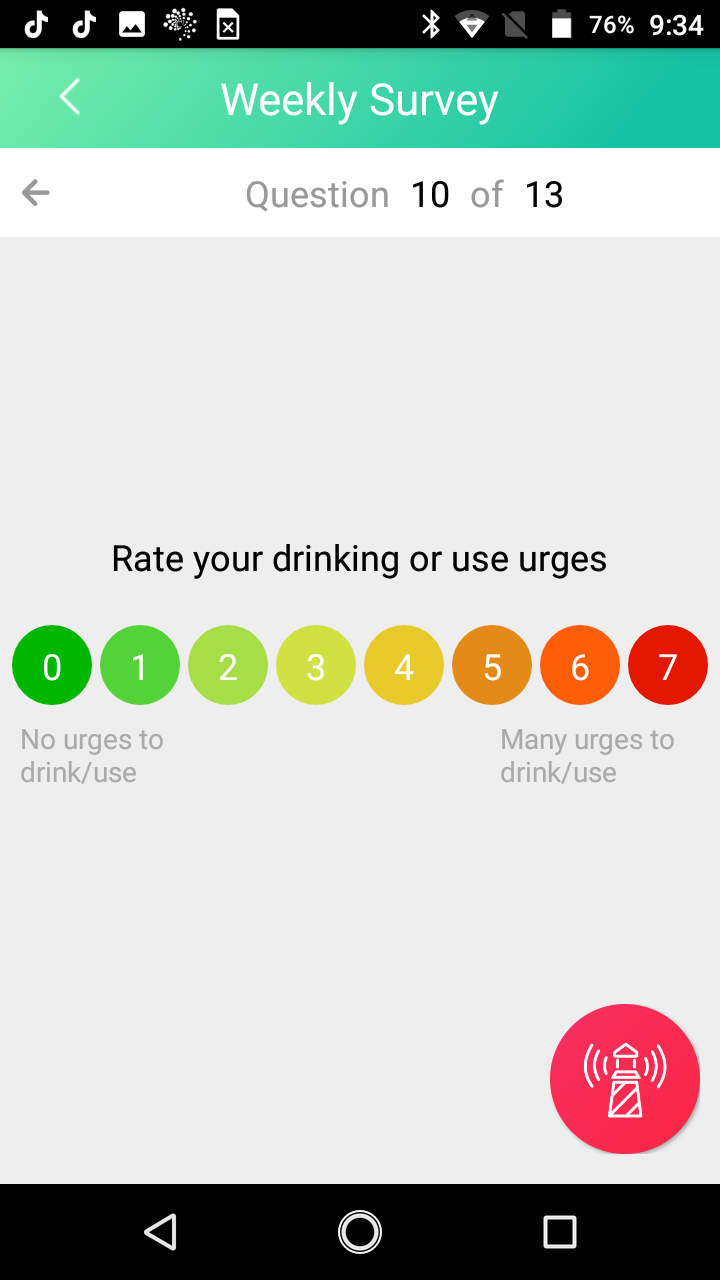 76% 9:34
Weekly Survey
Question 10 of 13
Rate your drinking or use urges
0 1 2 3 4 5 6 7
No urges to
drink/use
Many urges to
drink/use